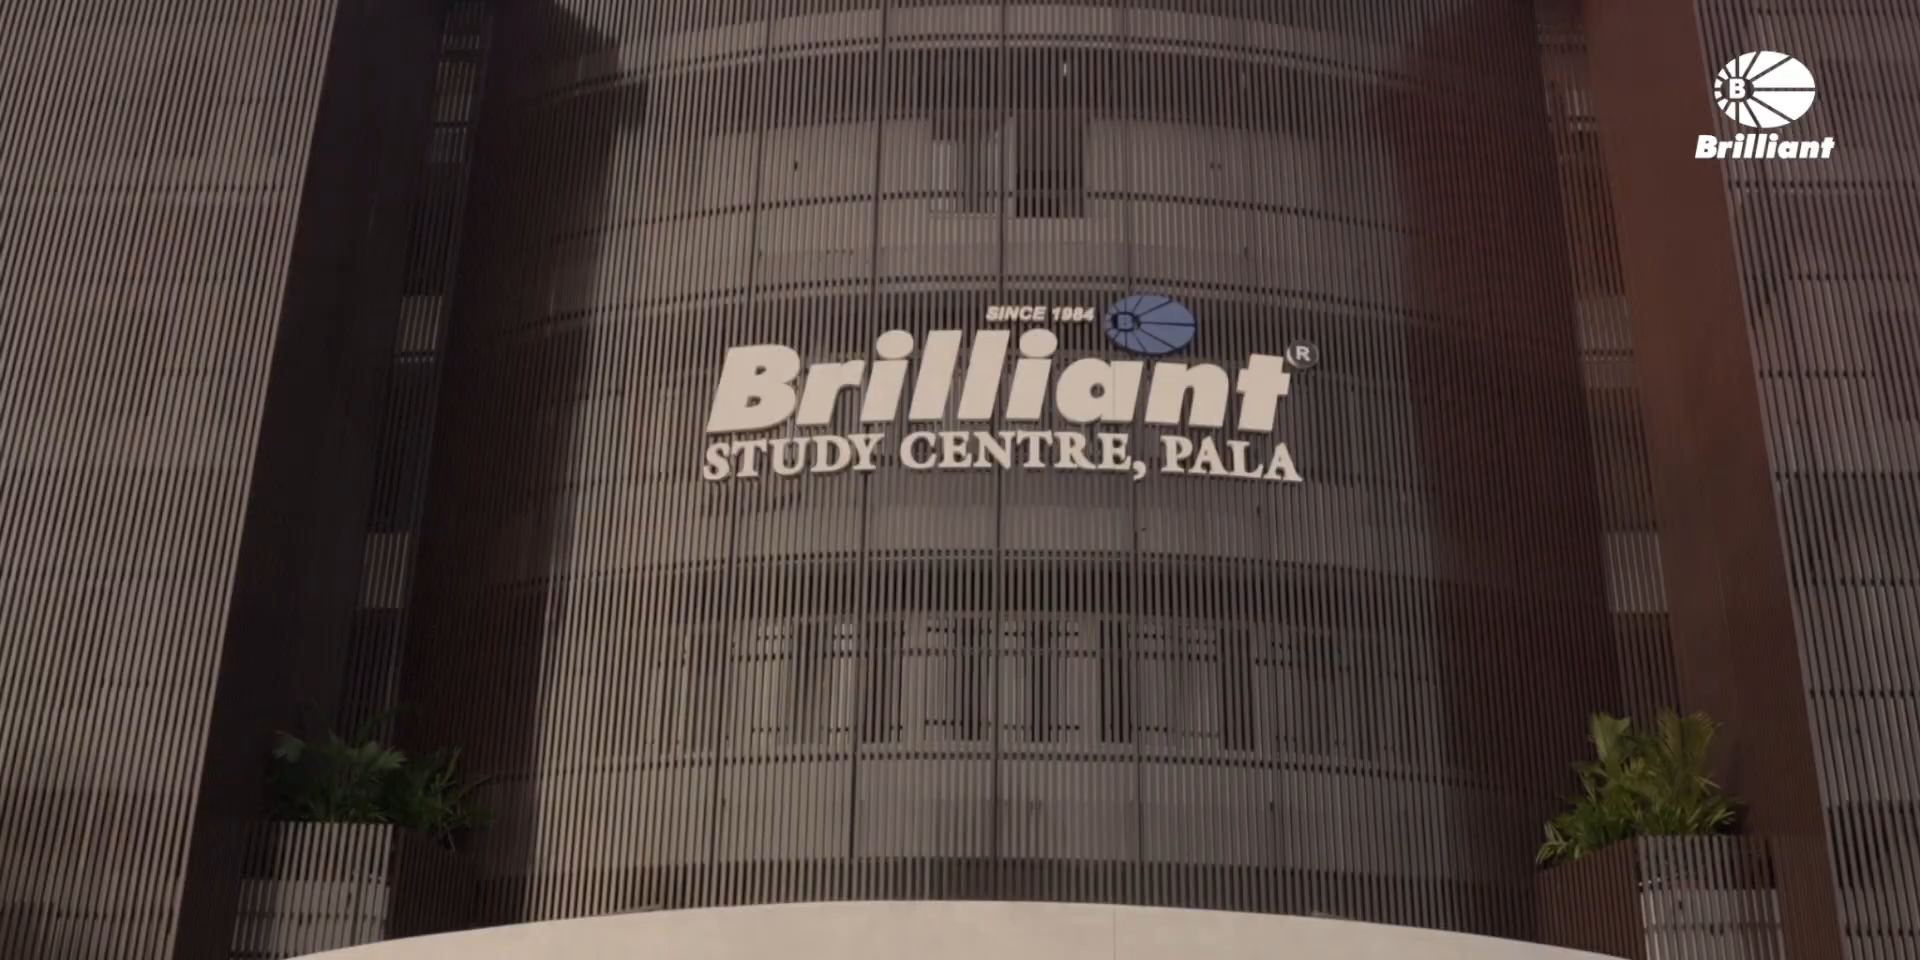 B
Brilliant
SINCE 1984
B
Brilliant®
STUDY CENTRE, PALA